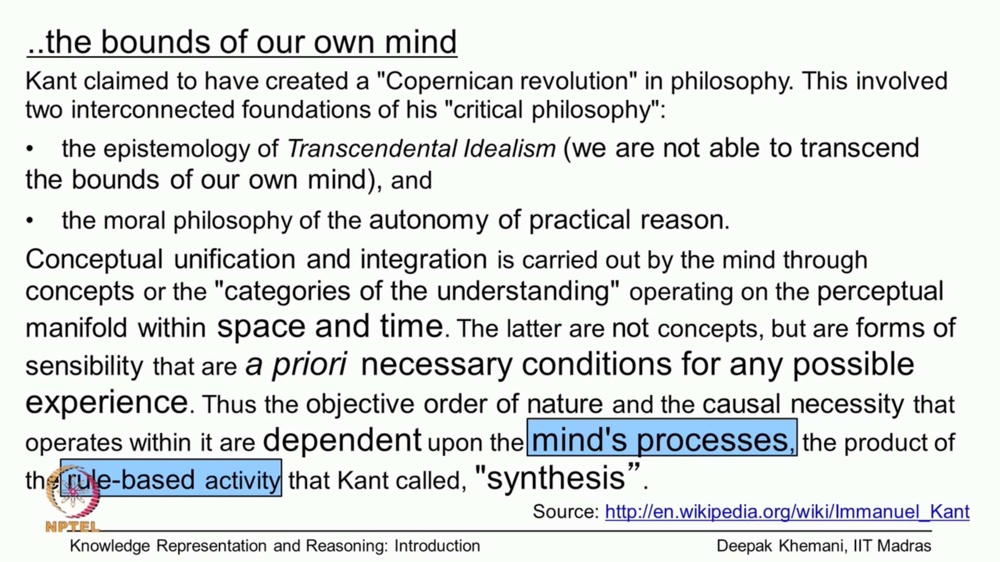 ..the bounds of our own mind
Kant claimed to have created a "Copernican revolution" in philosophy. This involved
two interconnected foundations of his "critical philosophy":
• the epistemology of Transcendental Idealism (we are not able to transcend
the bounds of our own mind), and
• the moral philosophy of the autonomy of practical reason.
Conceptual unification and integration is carried out by the mind through
concepts or the "categories of the understanding" operating on the perceptual
manifold within space and time. The latter are not concepts, but are forms of
sensibility that are a priori necessary conditions for any possible
experience. Thus the objective order of nature and the causal necessity that
operates within it are dependent upon the mind's processes, the product of
the rule-based activity that Kant called, "synthesis”.
Source: http://en.wikipedia.org/wiki/Immanuel_Kant
NPTEL
Knowledge Representation and Reasoning: Introduction
Deepak Khemani, IIT Madras